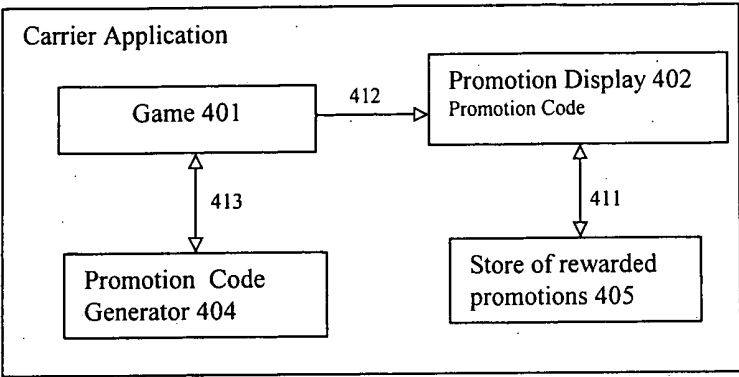 Carrier Application
Game 401
412
Promotion Display 402
Promotion Code
413
411
Promotion Code
Generator 404
Store of rewarded
promotions 405